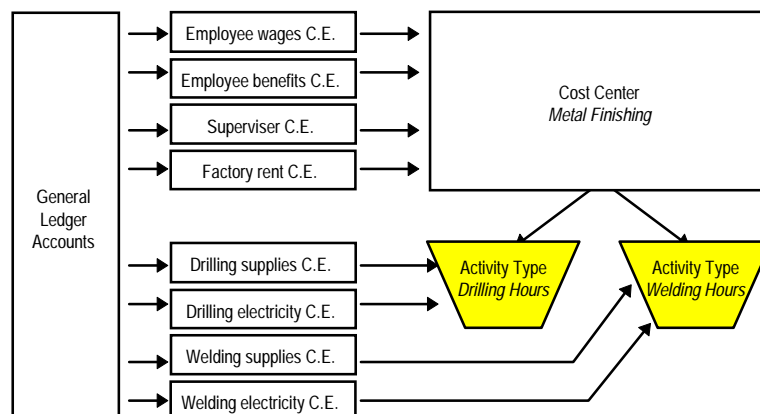 General
Ledger
Accounts
Employee wages C.E.
Employee benefits C.E.
Superviser C.E.
Factory rent C.E.
Drilling supplies C.E.
Drilling electricity C.E.
Welding supplies C.E.
Welding electricity C.E.
Cost Center
Metal Finishing
Activity Type
Drilling Hours
Activity Type
Welding Hours